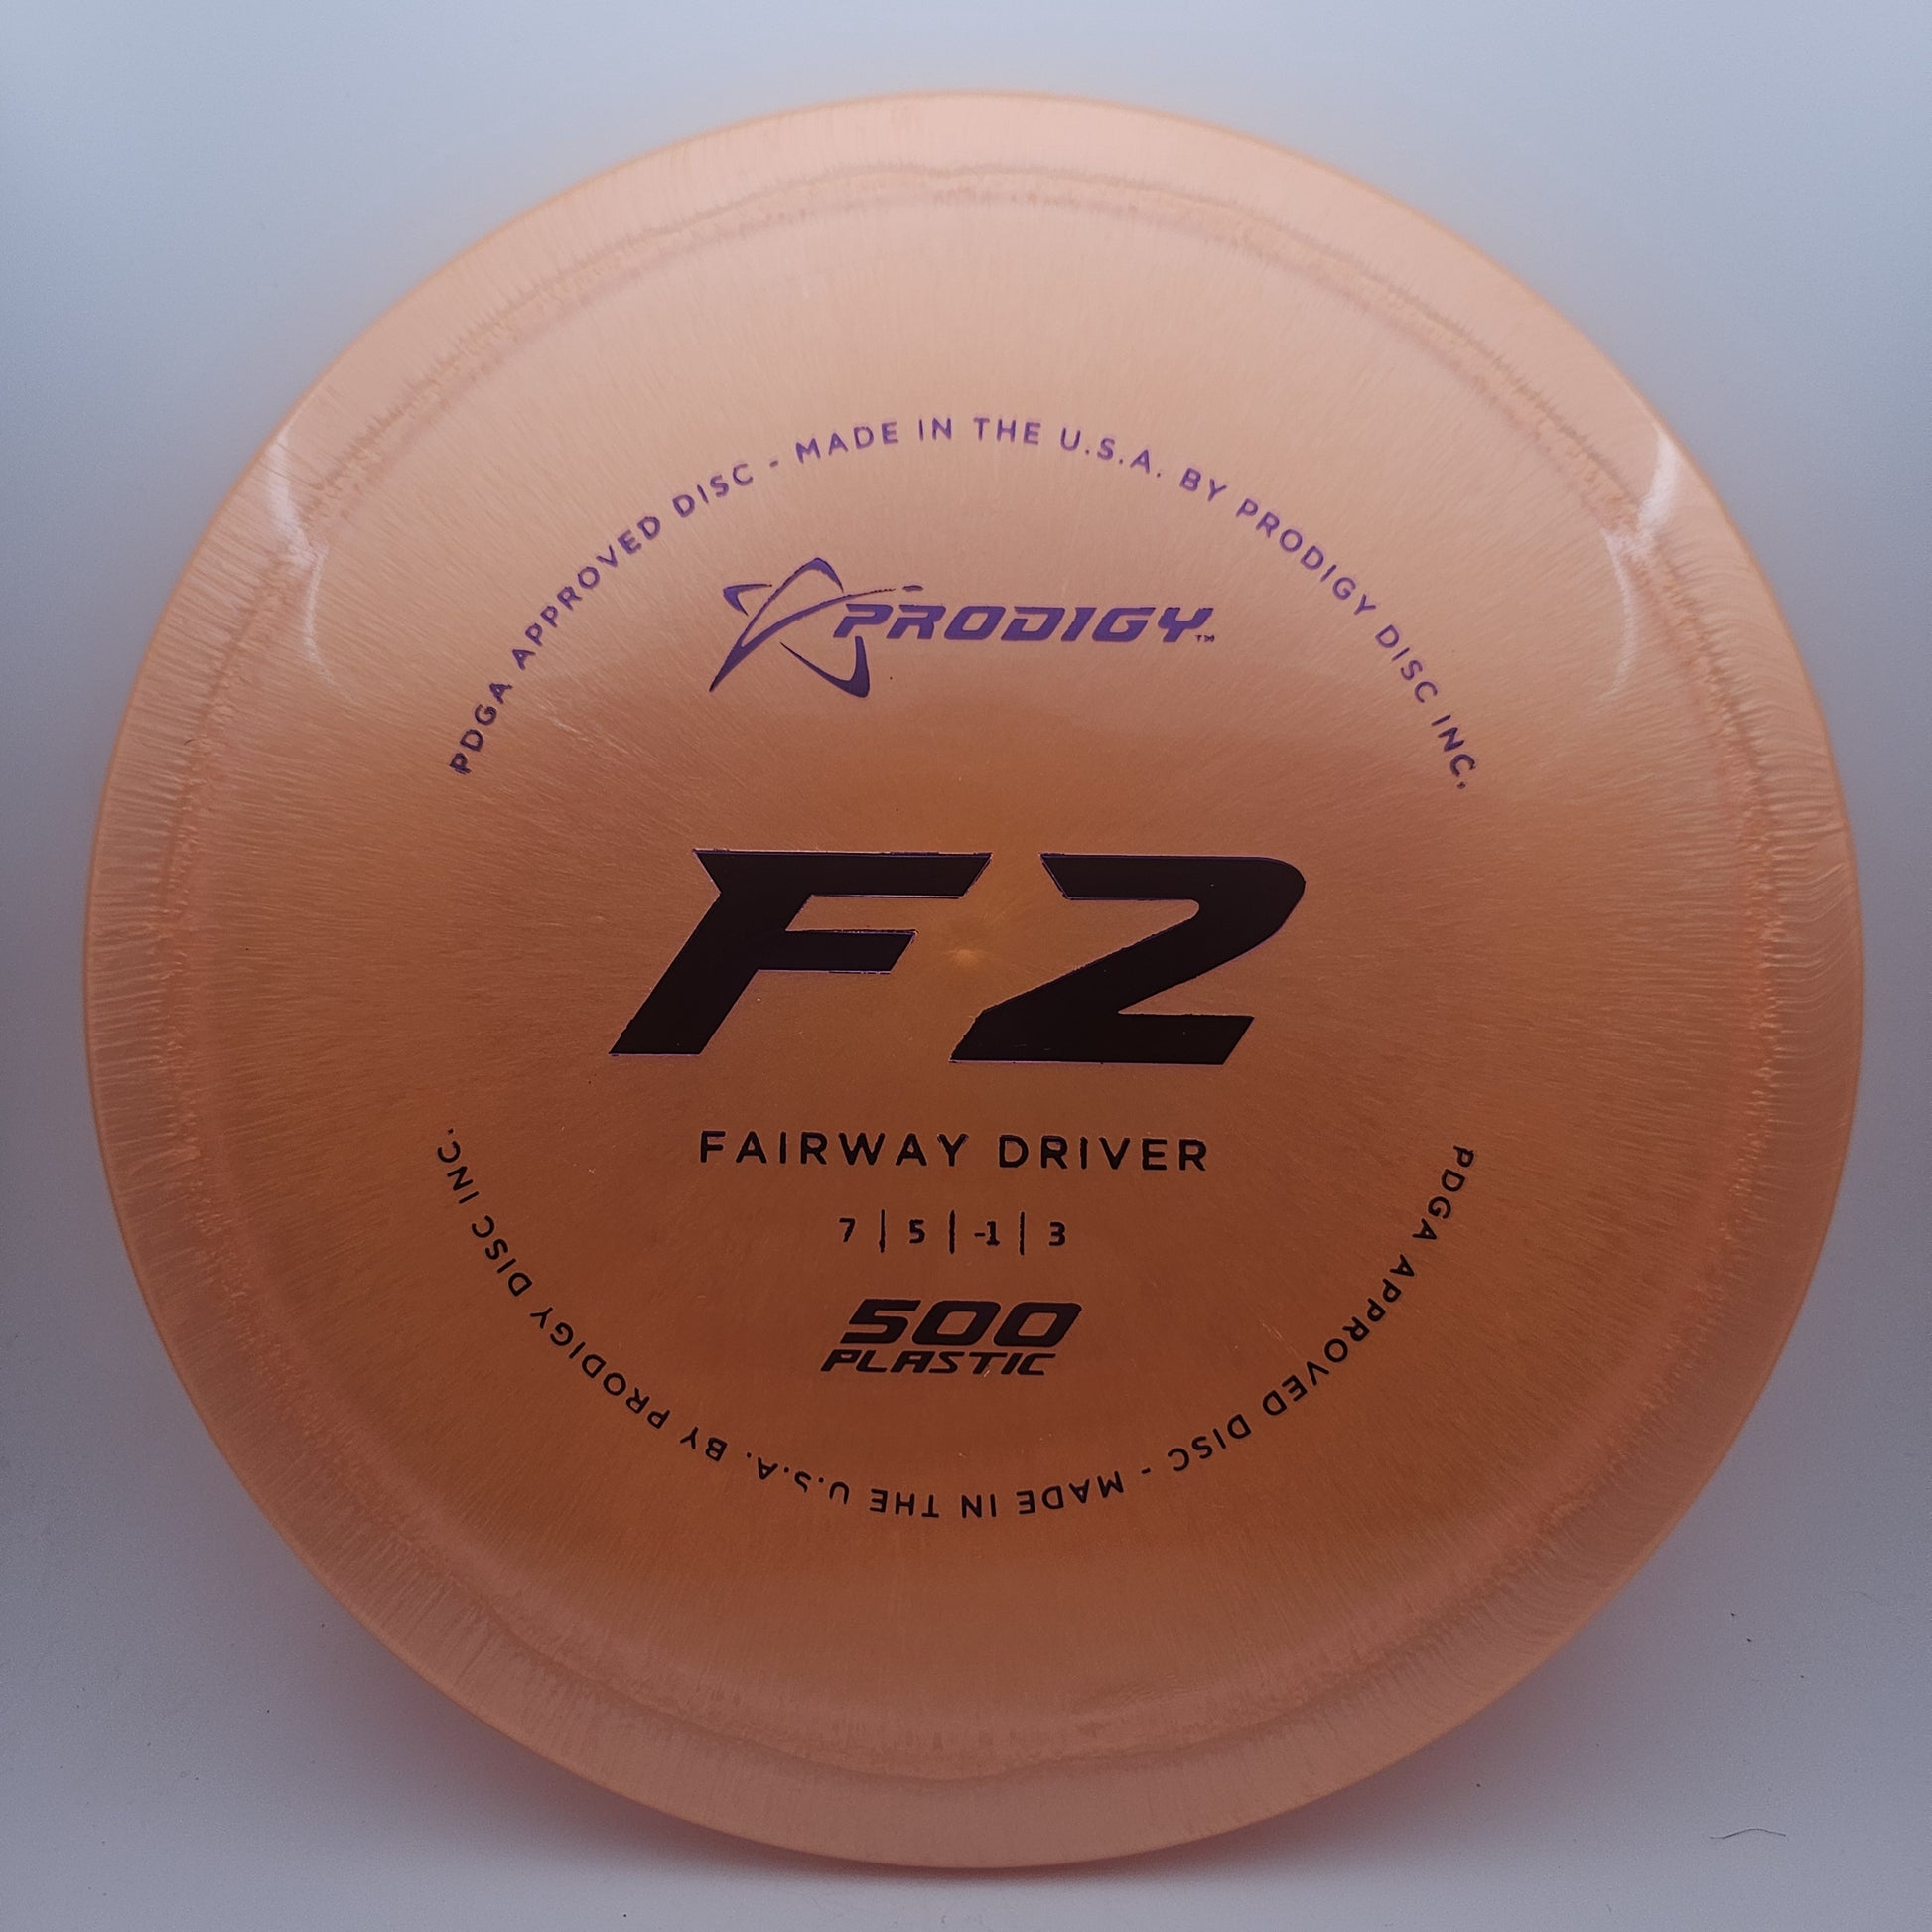 PDGA APPROVED DISC - MADE IN THE U.S.A. BY PRODIGY DISC INC.
PRODIGY™
F2
FAIRWAY DRIVER
7 | 5 | -1 | 3
500
PLASTIC
PDGA APPROVED DISC - MADE IN THE U.S.A. BY PRODIGY DISC INC.